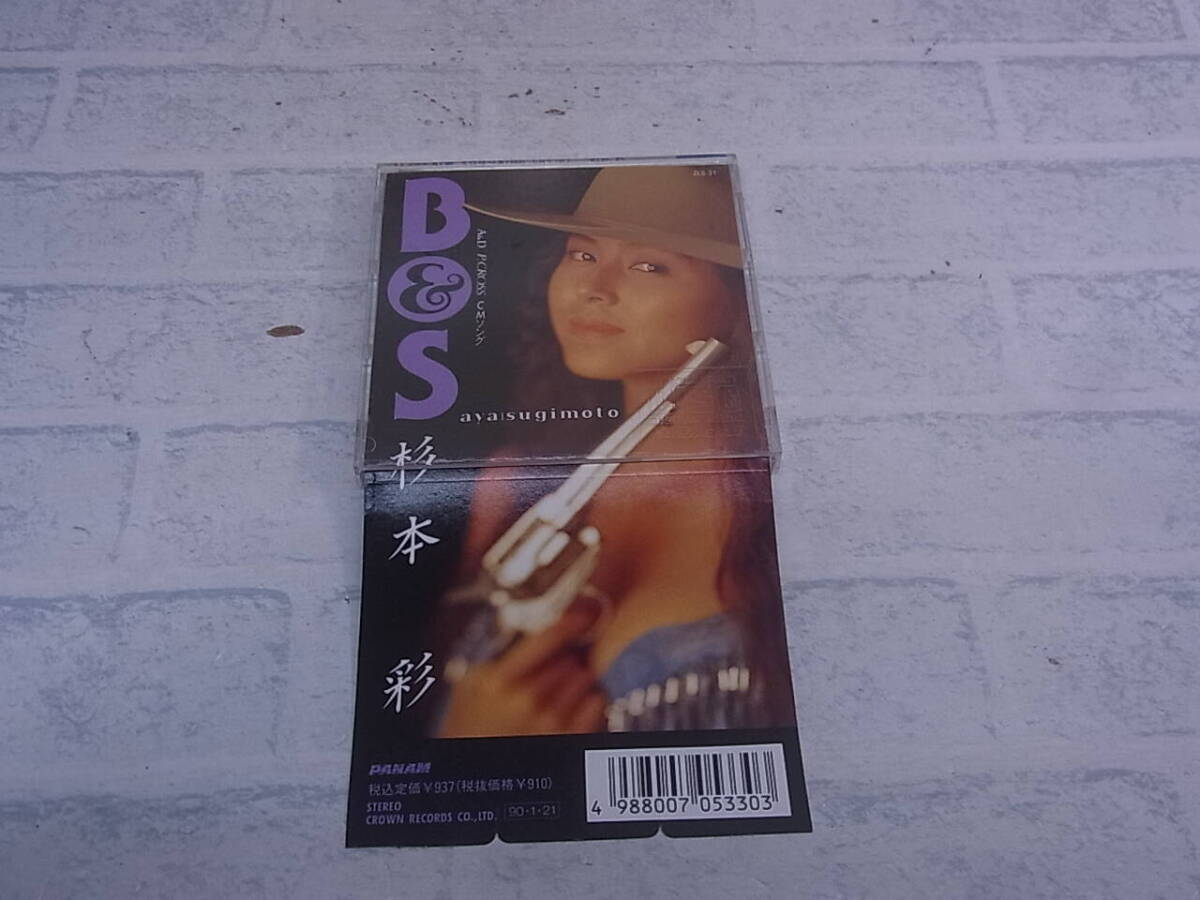 B&S
A&D P.CROSS CMソング
aya sugimoto
杉本 彩
PANAM
税込定価¥937(税抜価格¥910)
STEREO
CROWN RECORDS CO.,LTD. 90・1・21
4 988007 053303